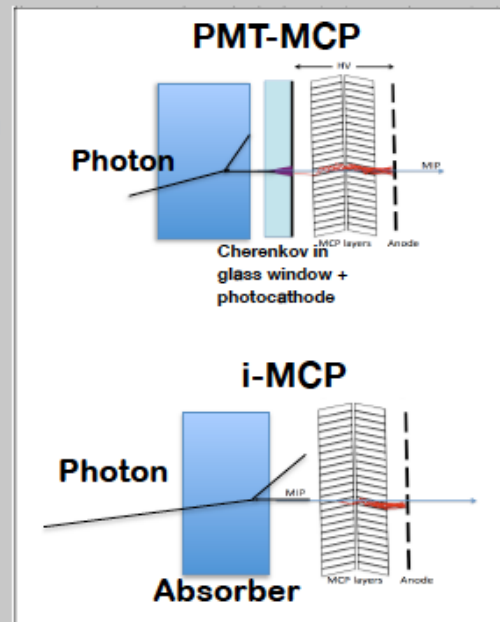 PMT-MCP
HV
Photon
MIP
MCP layers Anode
Cherenkov in
glass window +
photocathode
i-MCP
Photon
MIP
MCP layers Anode
Absorber